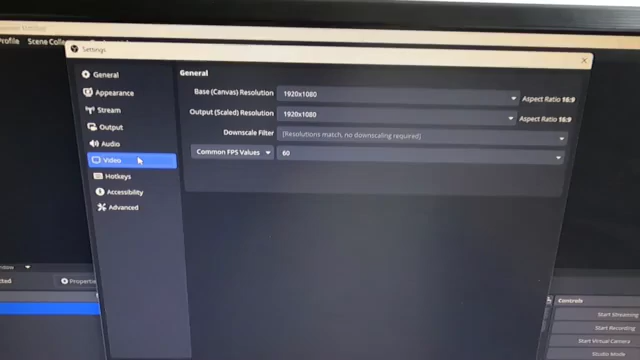 Profile Scene Colle
Settings
General
Appearance
Stream
Output
Audio
Video
Hotkeys
Accessibility
Advanced
General
Base (Canvas) Resolution 1920x1080 Aspect Ratio 16:9
Output (Scaled) Resolution 1920x1080 Aspect Ratio 16:9
Downscale Filter [Resolutions match, no downscaling required]
Common FPS Values 60
Properti
Controls
Start Streaming
Start Recording
Start Virtual Camera
Studio Mode